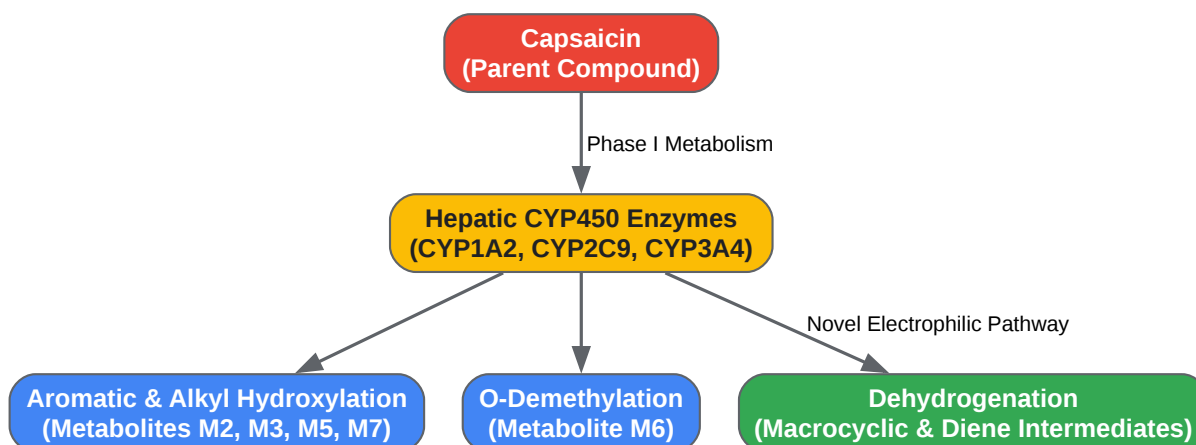 Capsaicin
(Parent Compound)
Phase I Metabolism
Hepatic CYP450 Enzymes
(CYP1A2, CYP2C9, CYP3A4)
Novel Electrophilic Pathway
Aromatic & Alkyl Hydroxylation
(Metabolites M2, M3, M5, M7)
O-Demethylation
(Metabolite M6)
Dehydrogenation
(Macrocyclic & Diene Intermediates)